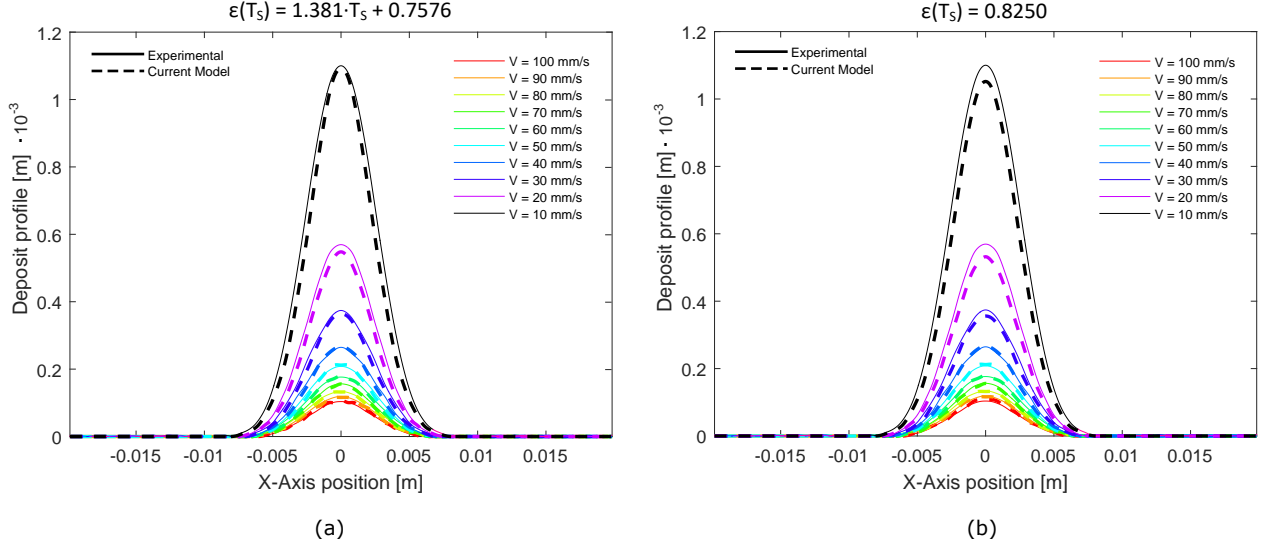 ε(T_S) = 1.381·T_S + 0.7576
Experimental
Current Model
V = 100 mm/s
V = 90 mm/s
V = 80 mm/s
V = 70 mm/s
V = 60 mm/s
V = 50 mm/s
V = 40 mm/s
V = 30 mm/s
V = 20 mm/s
V = 10 mm/s
Deposit profile [m] ·10⁻³
1.2
1
0.8
0.6
0.4
0.2
0
-0.015
-0.01
-0.005
0
0.005
0.01
0.015
X-Axis position [m]
(a)
ε(T_S) = 0.8250
Experimental
Current Model
V = 100 mm/s
V = 90 mm/s
V = 80 mm/s
V = 70 mm/s
V = 60 mm/s
V = 50 mm/s
V = 40 mm/s
V = 30 mm/s
V = 20 mm/s
V = 10 mm/s
Deposit profile [m] · 10⁻³
1.2
1
0.8
0.6
0.4
0.2
0
-0.015
-0.01
-0.005
0
0.005
0.01
0.015
X-Axis position [m]
(b)